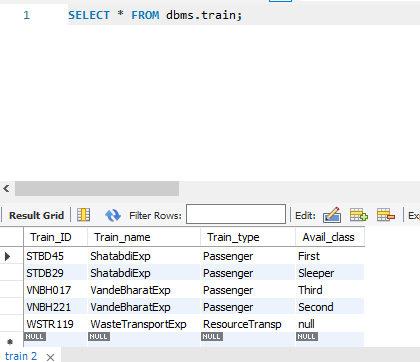 1 SELECT * FROM dbms.train;
Result Grid Filter Rows: Edit:
Train_ID Train_name Train_type Avail_class
STBD45 ShatabdiExp Passenger First
STDB29 ShatabdiExp Passenger Sleeper
VNBH017 VandeBharatExp Passenger Third
VNBH221 VandeBharatExp Passenger Second
WSTR119 WasteTransportExp ResourceTransp null
NULL NULL NULL NULL
train 2 x